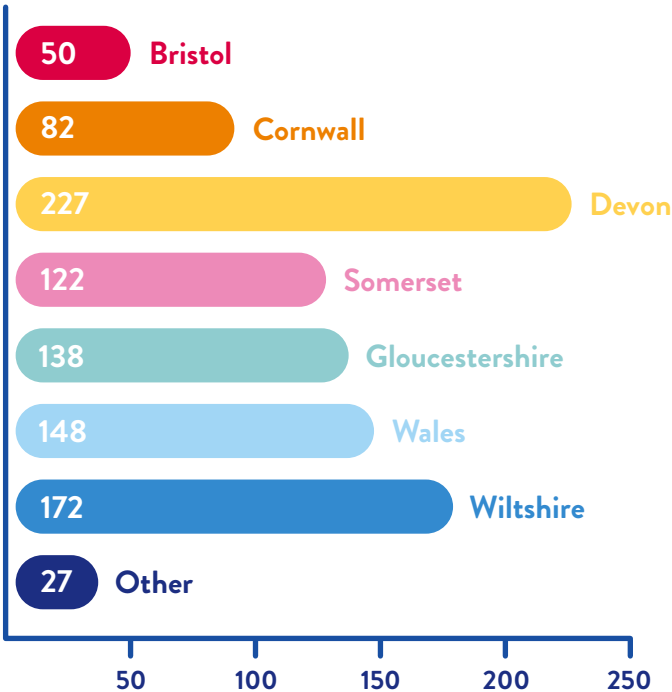 50 Bristol
82 Cornwall
227 Devon
122 Somerset
138 Gloucestershire
148 Wales
172 Wiltshire
27 Other
50 100 150 200 250